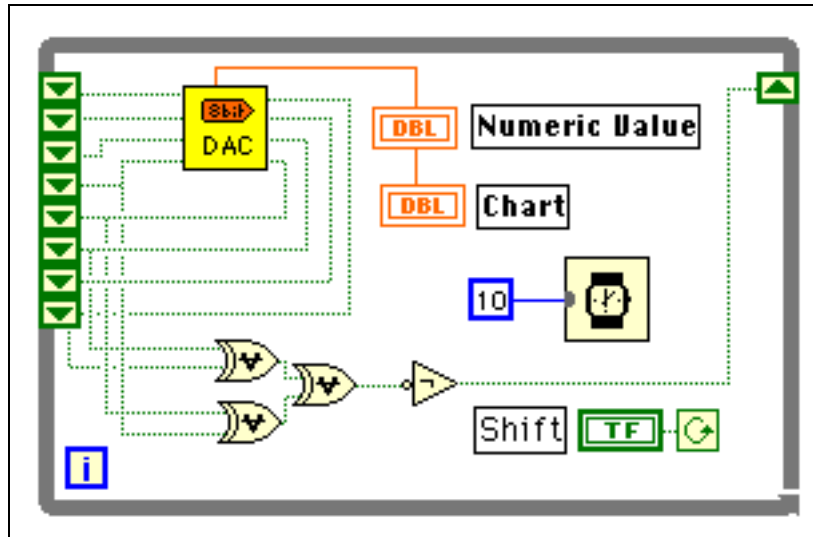 8bit
DAC
DBL Numeric Value
DBL Chart
10
Shift TF
i